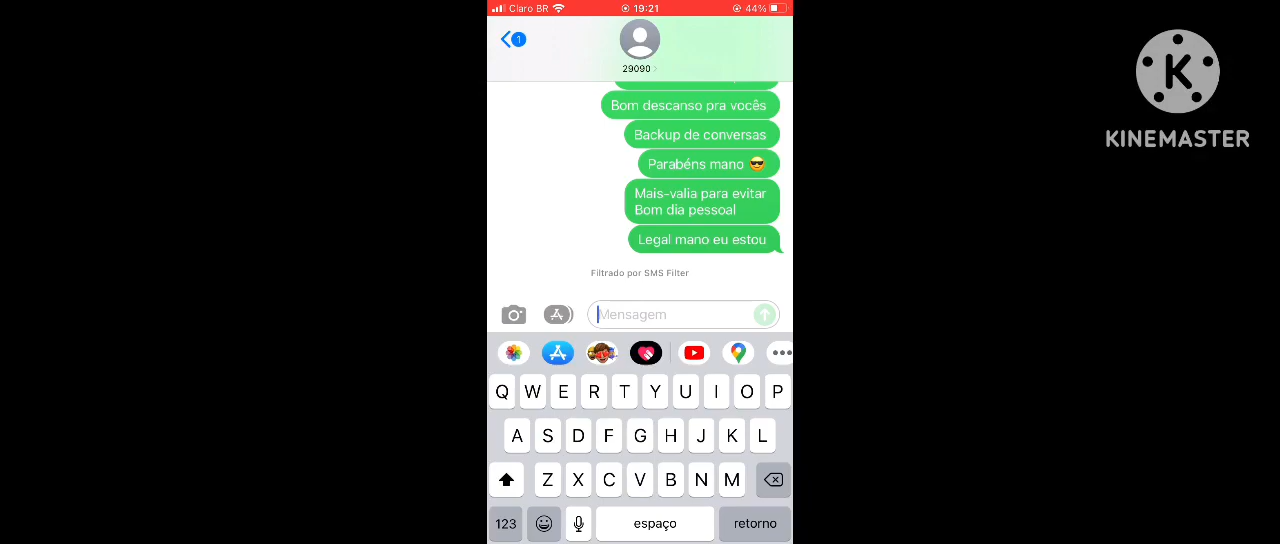 Claro BR 19:21 44%
1
29090
Bom descanso pra vocês
Backup de conversas
Parabéns mano 😎
Mais-valia para evitar
Bom dia pessoal
Legal mano eu estou
Filtrado por SMS Filter
Mensagem
Q W E R T Y U I O P
A S D F G H J K L
Z X C V B N M
123 espaço retorno
K
KINEMASTER